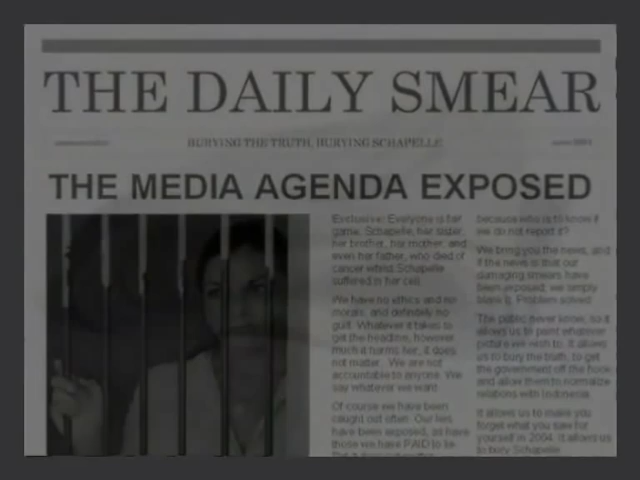 THE DAILY SMEAR
BURYING THE TRUTH, BURYING SCHAPELLE
THE MEDIA AGENDA EXPOSED
Exclusive: Everyone is fair
game. Schapelle, her sister,
her brother, his mother, and
even her father, who died of
cancer whilst Schapelle
suffered in her cell.
We have no ethics and no
morals, and definitely no
guilt. Whatever it takes to
get the headline, however
much it harms her, it does
not matter. We are not
accountable to anyone. We
say whatever we want.
Of course we have been
caught out often. Our lies
have been exposed, as have
those we have PAID to lie.
because who is to know if
we do not report it?
We bring you the news, and
if the news is that our
damaging smears have
been exposed, we simply
blank it. Problem solved!
The public never know, so it
allows us to paint whatever
picture we wish to. It allows
us to bury the truth, to get
the government off the hook
and allow them to normalize
relations with Indonesia.
It allows us to make you
forget what you saw for
yourself in 2004. It allows us
to bury Schapelle.